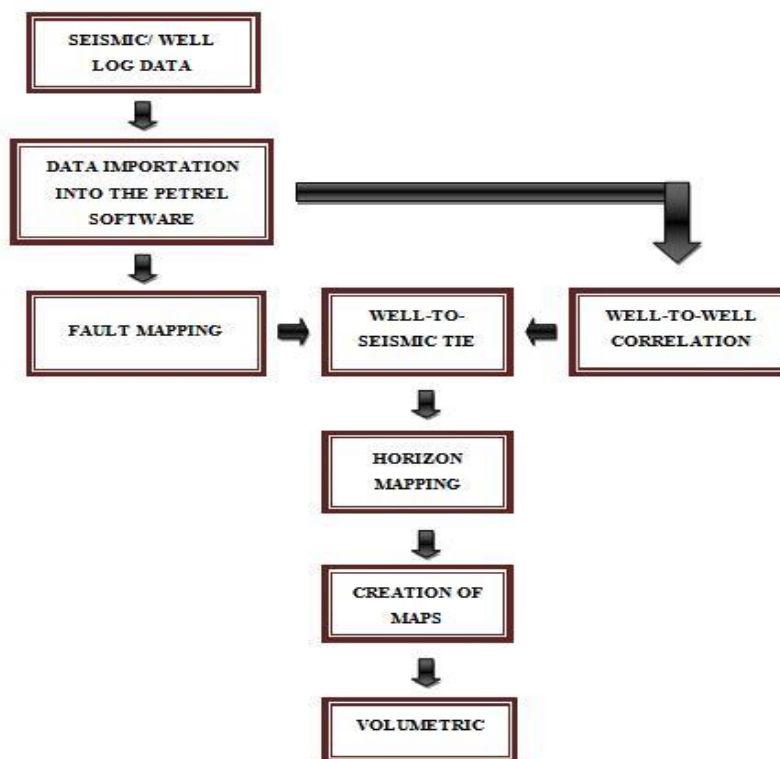 SEISMIC/ WELL
LOG DATA
DATA IMPORTATION
INTO THE PETREL
SOFTWARE
FAULT MAPPING
WELL-TO-
SEISMIC TIE
WELL-TO-WELL
CORRELATION
HORIZON
MAPPING
CREATION OF
MAPS
VOLUMETRIC